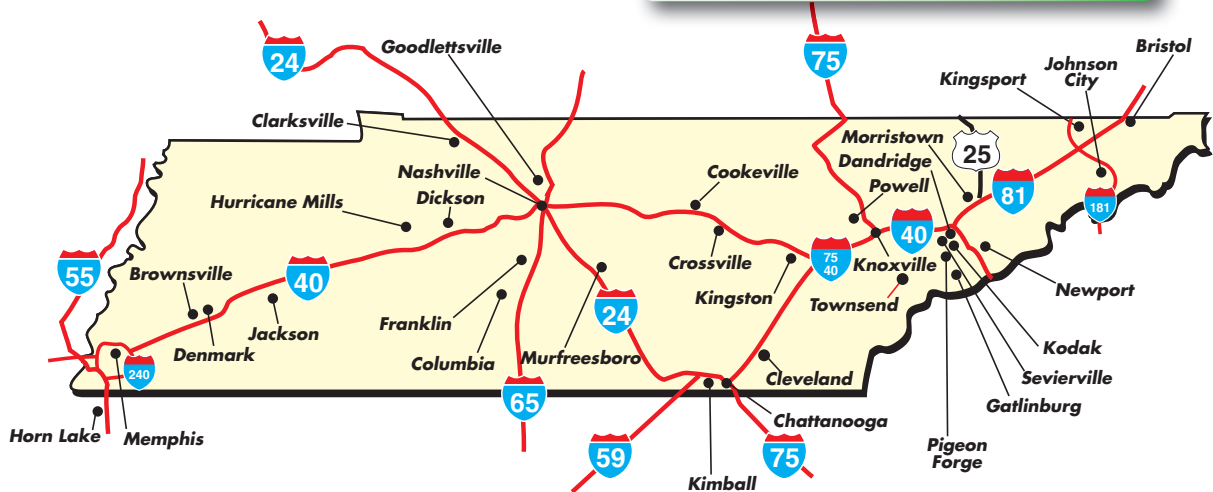 Goodlettsville
24
75
Bristol
Johnson
City
Kingsport
Clarksville
Morristown
25
Dandridge
Nashville
Cookeville
Powell
Dickson
Hurricane Mills
81
181
40
75
40
55
Brownsville
40
Crossville
Knoxville
Kingston
Townsend
Newport
24
Franklin
Jackson
Denmark
Columbia
Murfreesboro
Kodak
240
Cleveland
Sevierville
65
Gatlinburg
Chattanooga
Horn Lake
Memphis
59
75
Pigeon
Forge
Kimball